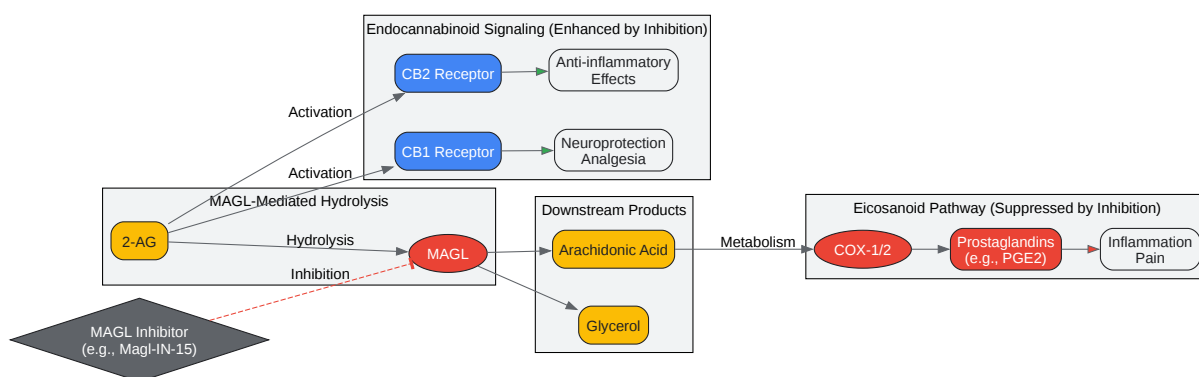 Endocannabinoid Signaling (Enhanced by Inhibition)
CB2 Receptor
Anti-inflammatory
Effects
Activation
CB1 Receptor
Neuroprotection
Analgesia
Activation
MAGL-Mediated Hydrolysis
2-AG
Hydrolysis
MAGL
Inhibition
MAGL Inhibitor
(e.g., Magl-IN-15)
Downstream Products
Arachidonic Acid
Glycerol
Metabolism
Eicosanoid Pathway (Suppressed by Inhibition)
COX-1/2
Prostaglandins
(e.g., PGE2)
Inflammation
Pain